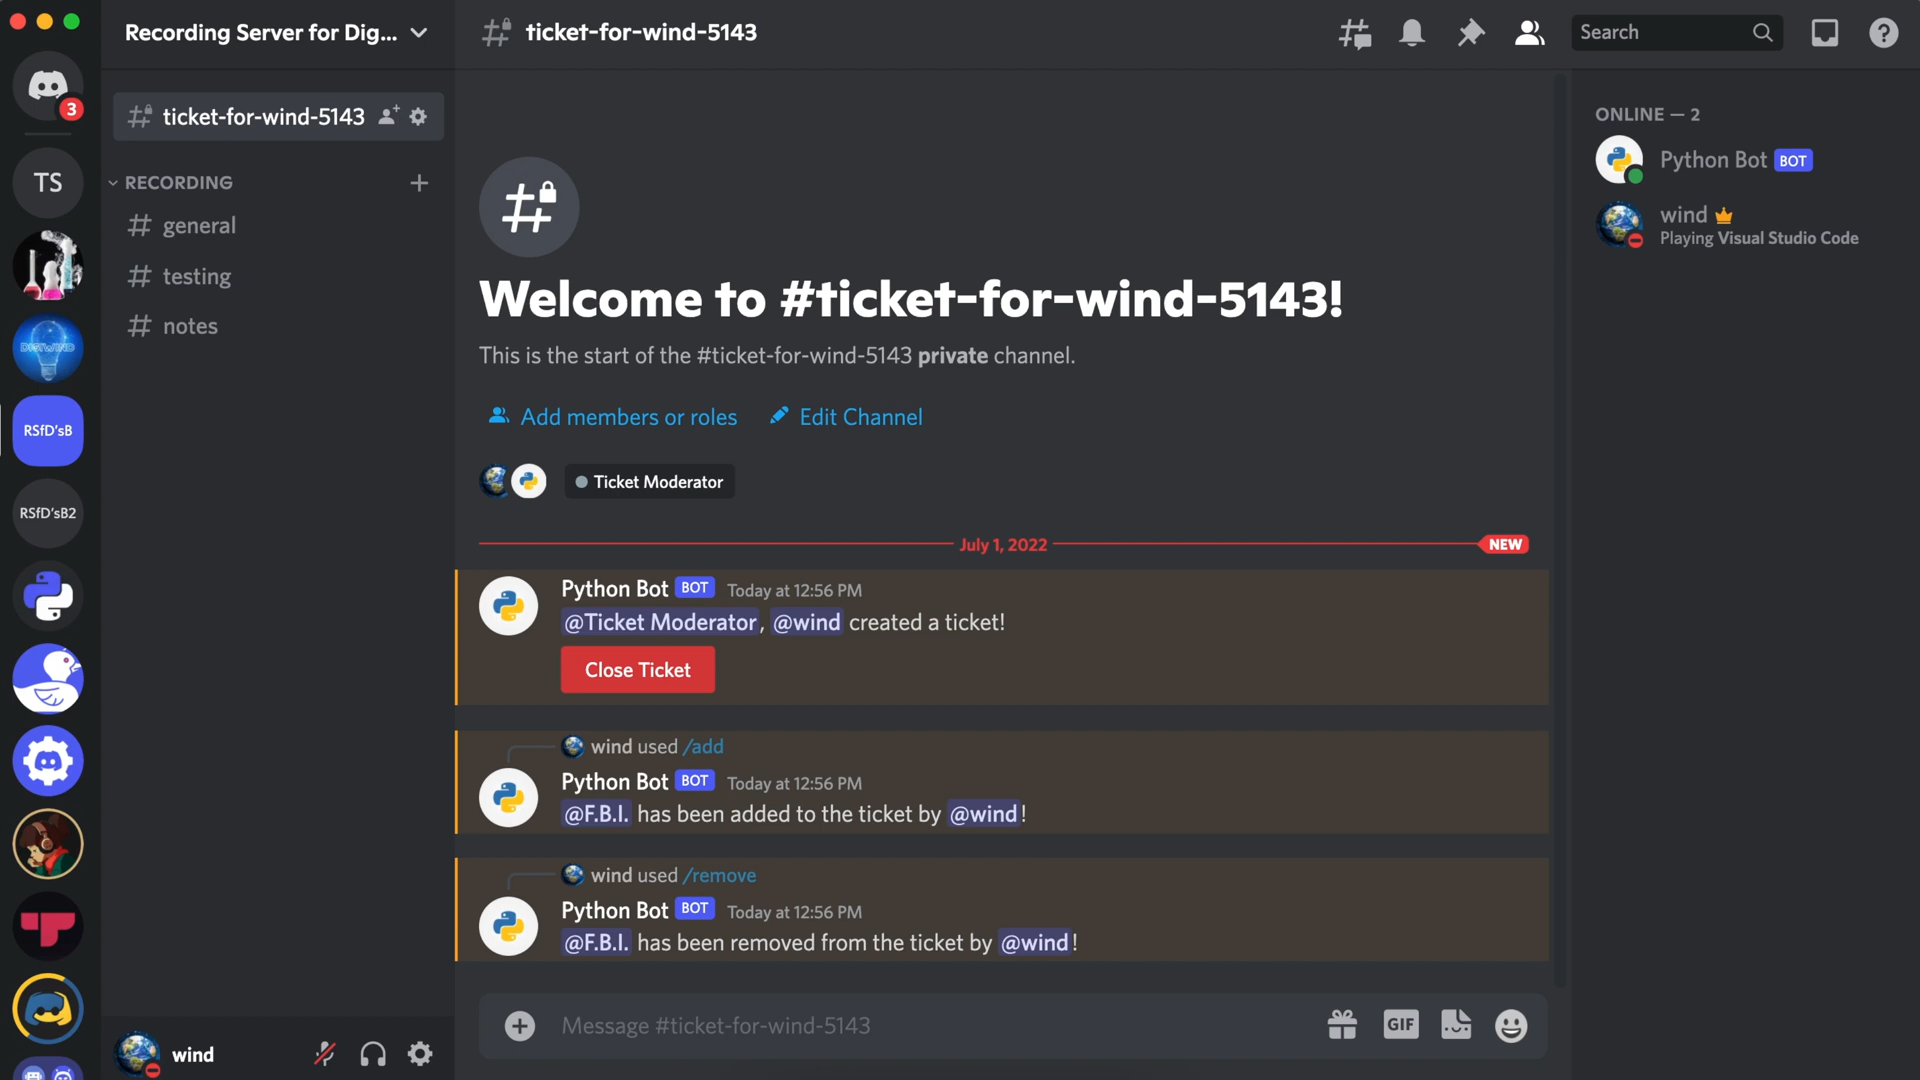 Recording Server for Dig...
ticket-for-wind-5143
Search
3
TS
DIGIWIND
RSfD'sB
RSfD'sB2
ticket-for-wind-5143
RECORDING
general
testing
notes
wind
Welcome to #ticket-for-wind-5143!
This is the start of the #ticket-for-wind-5143 private channel.
Add members or roles
Edit Channel
Ticket Moderator
July 1, 2022
NEW
Python Bot BOT Today at 12:56 PM
@Ticket Moderator, @wind created a ticket!
Close Ticket
wind used /add
Python Bot BOT Today at 12:56 PM
@F.B.I. has been added to the ticket by @wind!
wind used /remove
Python Bot BOT Today at 12:56 PM
@F.B.I. has been removed from the ticket by @wind!
Message #ticket-for-wind-5143
GIF
ONLINE — 2
Python Bot BOT
wind
Playing Visual Studio Code